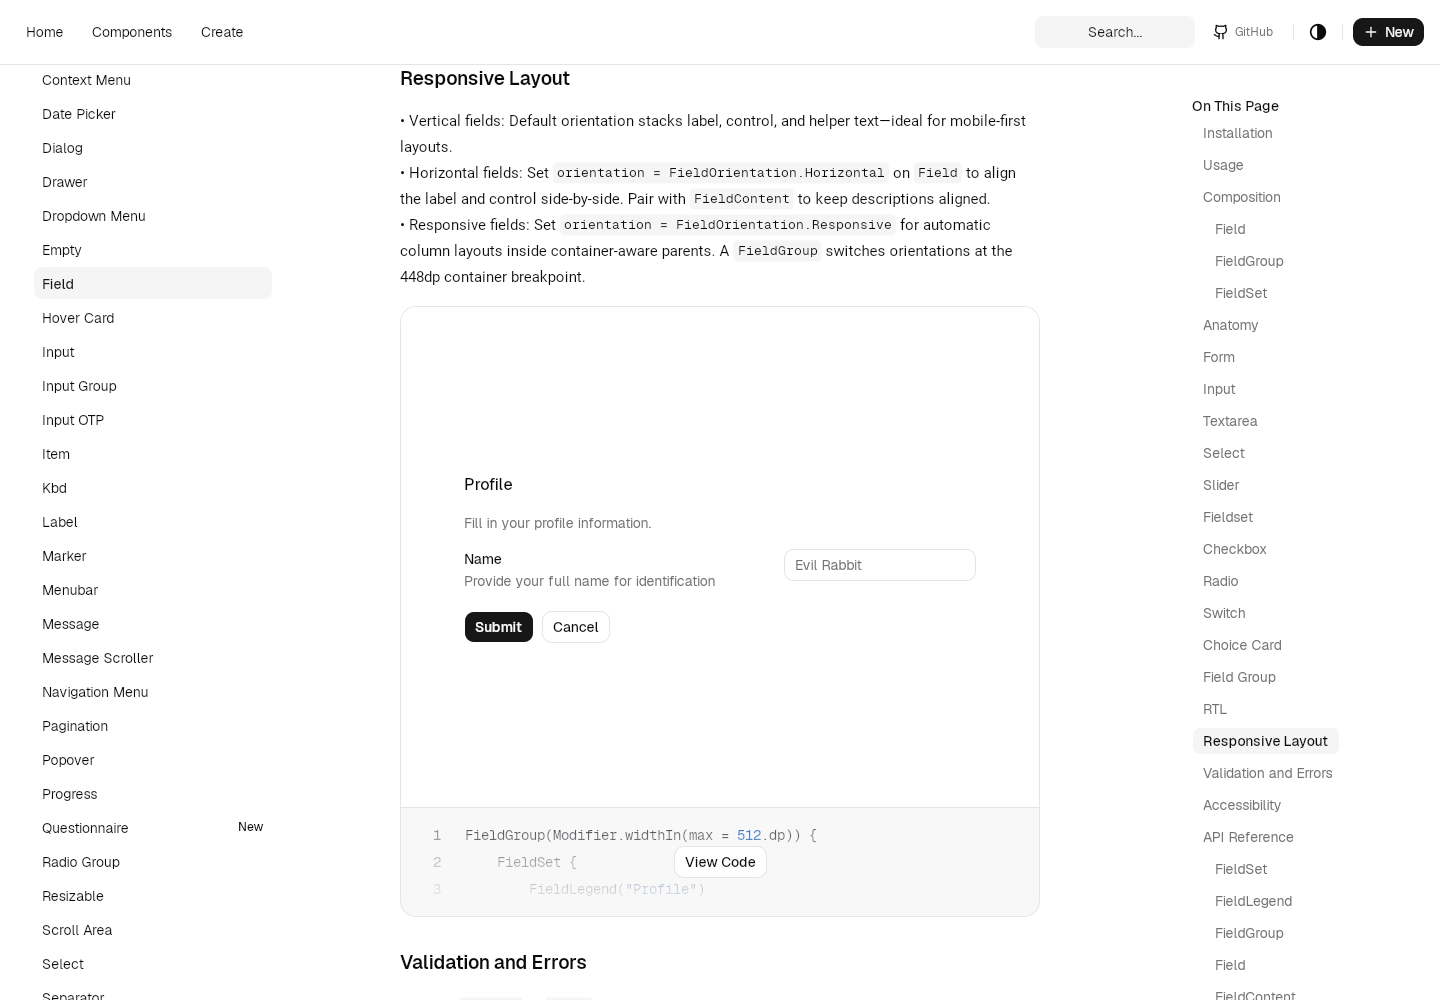 Home
Components
Create
Search...
GitHub
New
Context Menu
Date Picker
Dialog
Drawer
Dropdown Menu
Empty
Field
Hover Card
Input
Input Group
Input OTP
Item
Kbd
Label
Marker
Menubar
Message
Message Scroller
Navigation Menu
Pagination
Popover
Progress
Questionnaire New
Radio Group
Resizable
Scroll Area
Select
Separator
Responsive Layout
• Vertical fields: Default orientation stacks label, control, and helper text—ideal for mobile-first
layouts.
• Horizontal fields: Set orientation = FieldOrientation.Horizontal on Field to align
the label and control side-by-side. Pair with FieldContent to keep descriptions aligned.
• Responsive fields: Set orientation = FieldOrientation.Responsive for automatic
column layouts inside container-aware parents. A FieldGroup switches orientations at the
448dp container breakpoint.
Profile
Fill in your profile information.
Name
Provide your full name for identification
Evil Rabbit
Submit
Cancel
1 FieldGroup(Modifier.widthIn(max = 512.dp)) {
2 FieldSet {
View Code
3 FieldLegend("Profile")
Validation and Errors
On This Page
Installation
Usage
Composition
Field
FieldGroup
FieldSet
Anatomy
Form
Input
Textarea
Select
Slider
Fieldset
Checkbox
Radio
Switch
Choice Card
Field Group
RTL
Responsive Layout
Validation and Errors
Accessibility
API Reference
FieldSet
FieldLegend
FieldGroup
Field
FieldContent